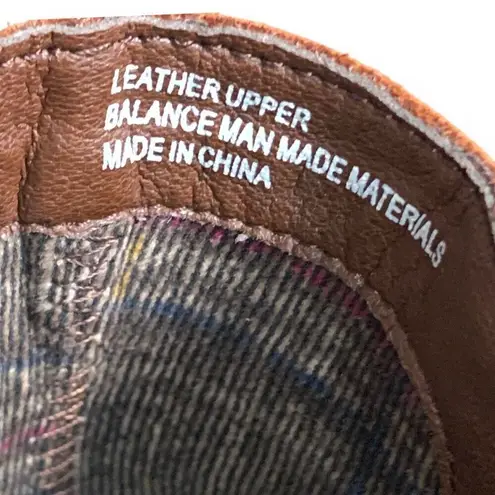 LEATHER UPPER
BALANCE MAN MADE MATERIALS
MADE IN CHINA